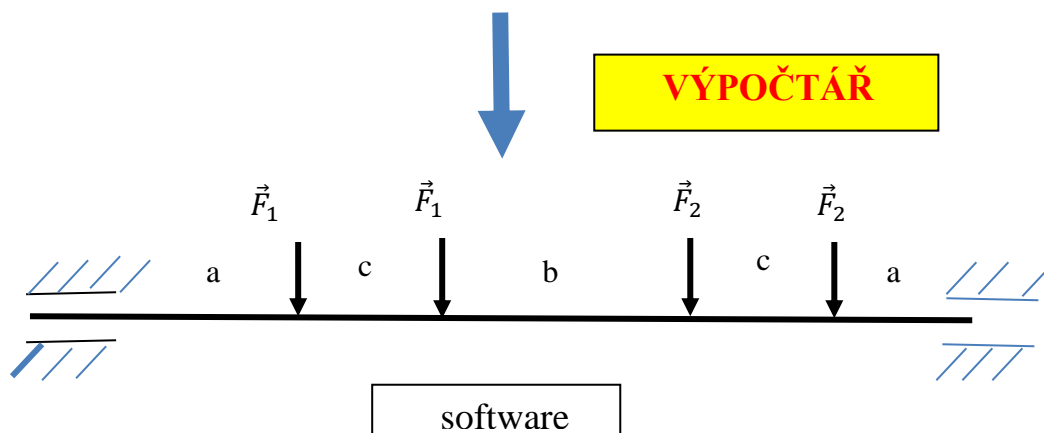 VÝPOČTÁŘ
F⃗₁ F⃗₁ F⃗₂ F⃗₂
a c b c a
software